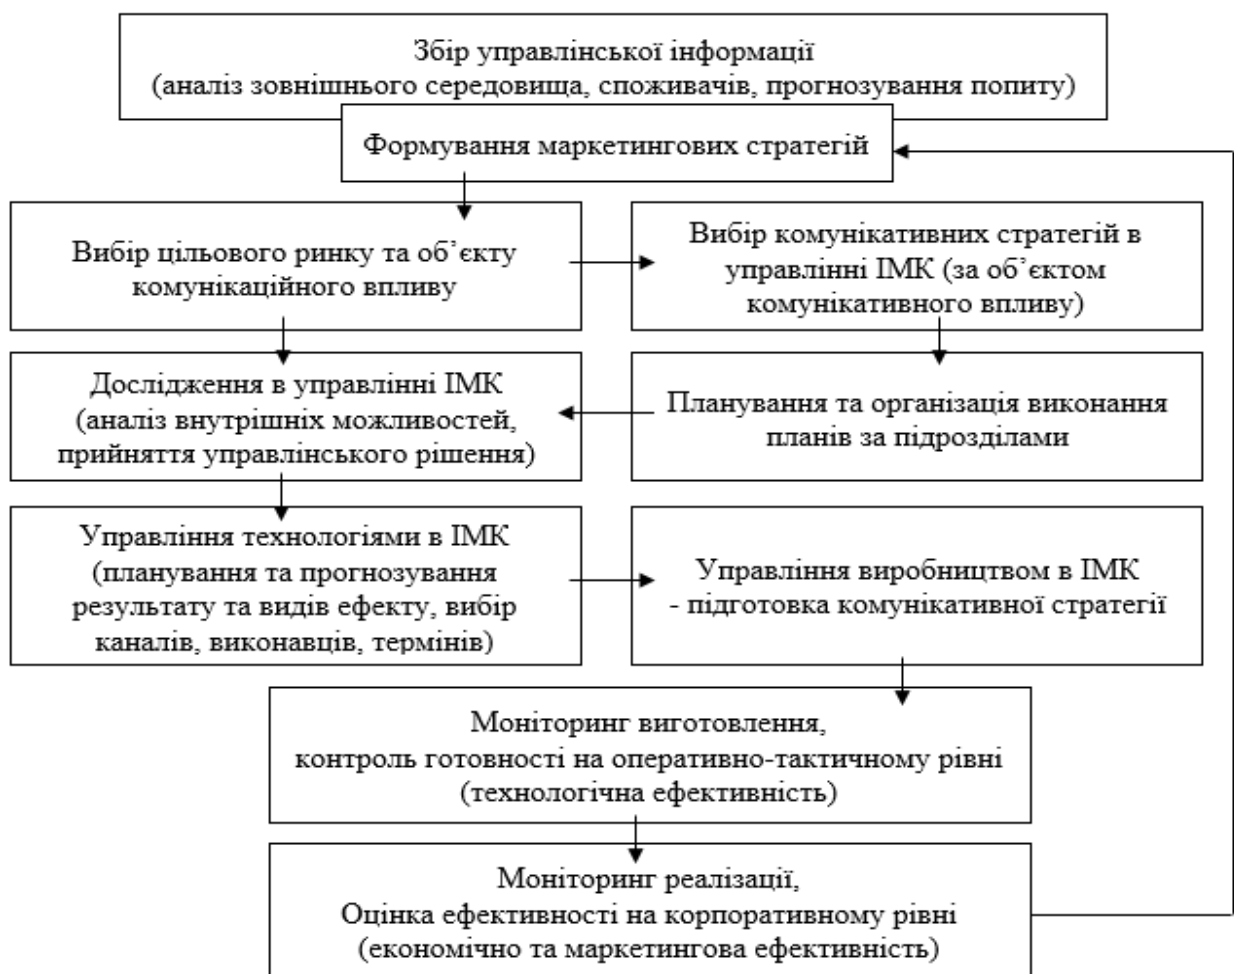 Збір управлінської інформації
(аналіз зовнішнього середовища, споживачів, прогнозування попиту)
Формування маркетингових стратегій
Вибір цільового ринку та об’єкту
комунікаційного впливу
Вибір комунікативних стратегій в
управлінні ІМК (за об’єктом
комунікативного впливу)
Дослідження в управлінні ІМК
(аналіз внутрішніх можливостей,
прийняття управлінського рішення)
Планування та організація виконання
планів за підрозділами
Управління технологіями в ІМК
(планування та прогнозування
результату та видів ефекту, вибір
каналів, виконавців, термінів)
Управління виробництвом в ІМК
- підготовка комунікативної стратегії
Моніторинг виготовлення,
контроль готовності на оперативно-тактичному рівні
(технологічна ефективність)
Моніторинг реалізації,
Оцінка ефективності на корпоративному рівні
(економічно та маркетингова ефективність)